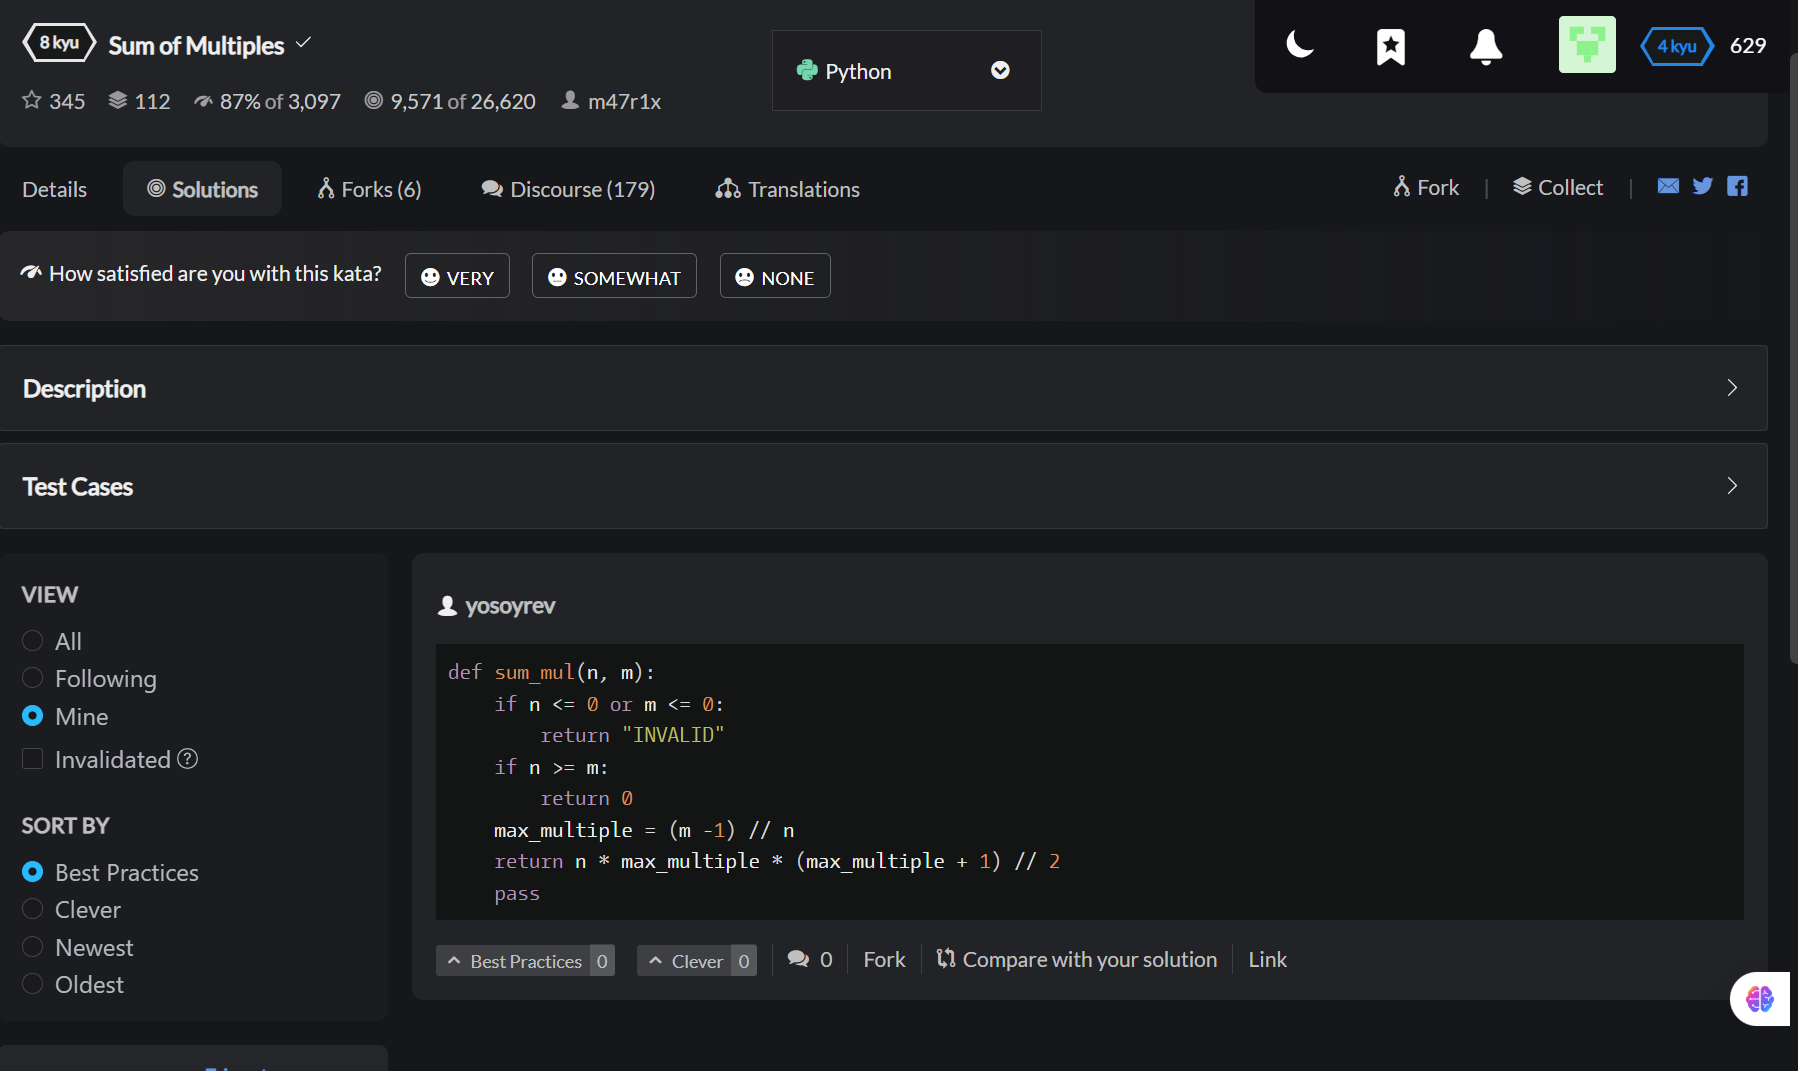 8 kyu Sum of Multiples
Python
4 kyu 629
345 112 87% of 3,097 9,571 of 26,620 m47r1x
Details Solutions Forks (6) Discourse (179) Translations Fork | Collect |
How satisfied are you with this kata? VERY SOMEWHAT NONE
Description
Test Cases
VIEW
All
Following
Mine
Invalidated ?
SORT BY
Best Practices
Clever
Newest
Oldest
yosoyrev
def sum_mul(n, m):
    if n <= 0 or m <= 0:
        return "INVALID"
    if n >= m:
        return 0
    max_multiple = (m -1) // n
    return n * max_multiple * (max_multiple + 1) // 2
    pass
Best Practices 0 Clever 0 0 Fork Compare with your solution Link